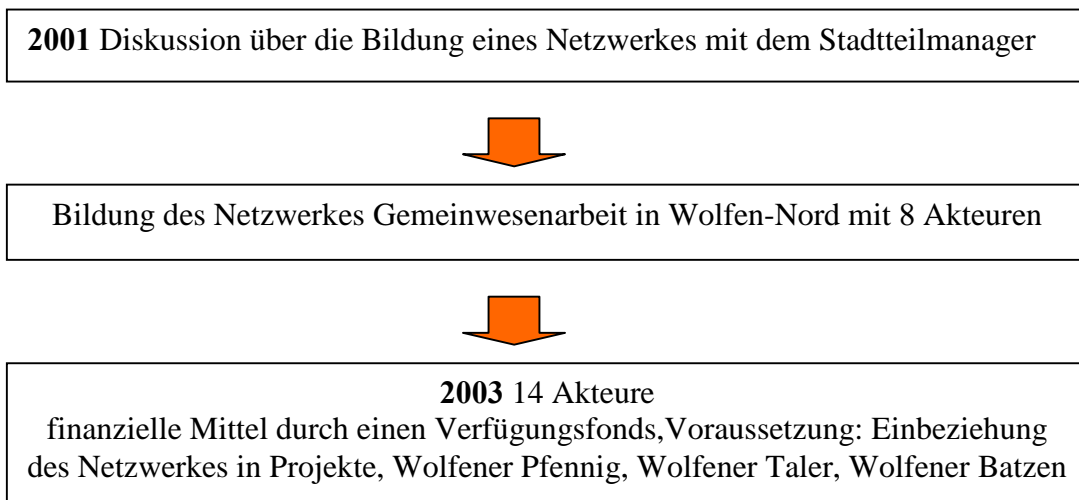 2001 Diskussion über die Bildung eines Netzwerkes mit dem Stadtteilmanager
Bildung des Netzwerkes Gemeinwesenarbeit in Wolfen-Nord mit 8 Akteuren
2003 14 Akteure
finanzielle Mittel durch einen Verfügungsfonds,Voraussetzung: Einbeziehung
des Netzwerkes in Projekte, Wolfener Pfennig, Wolfener Taler, Wolfener Batzen